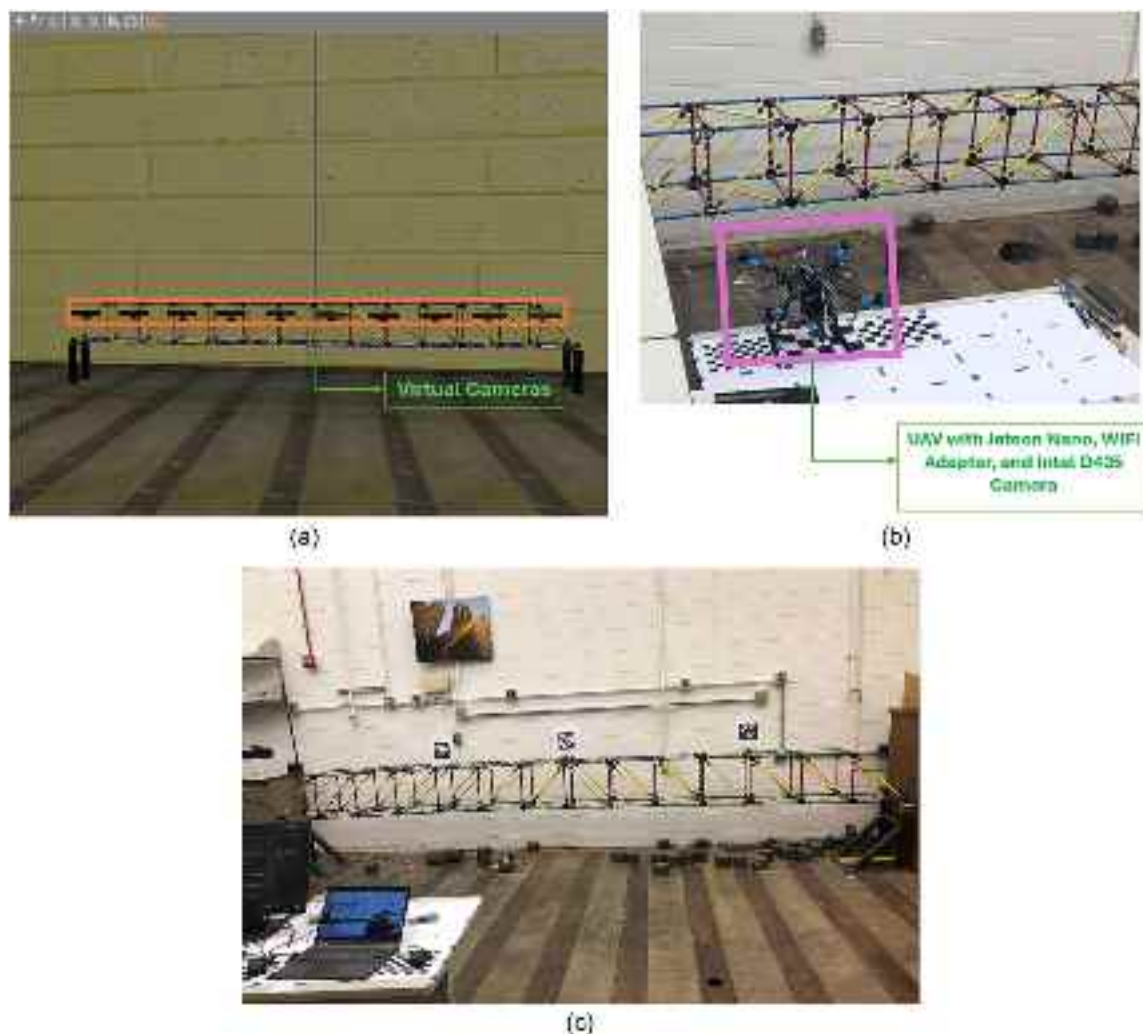 Virtual Cameras
(a)
UAV with Jetson Nano, WiFi
Adapter, and Intel D435
Camera
(b)
(c)